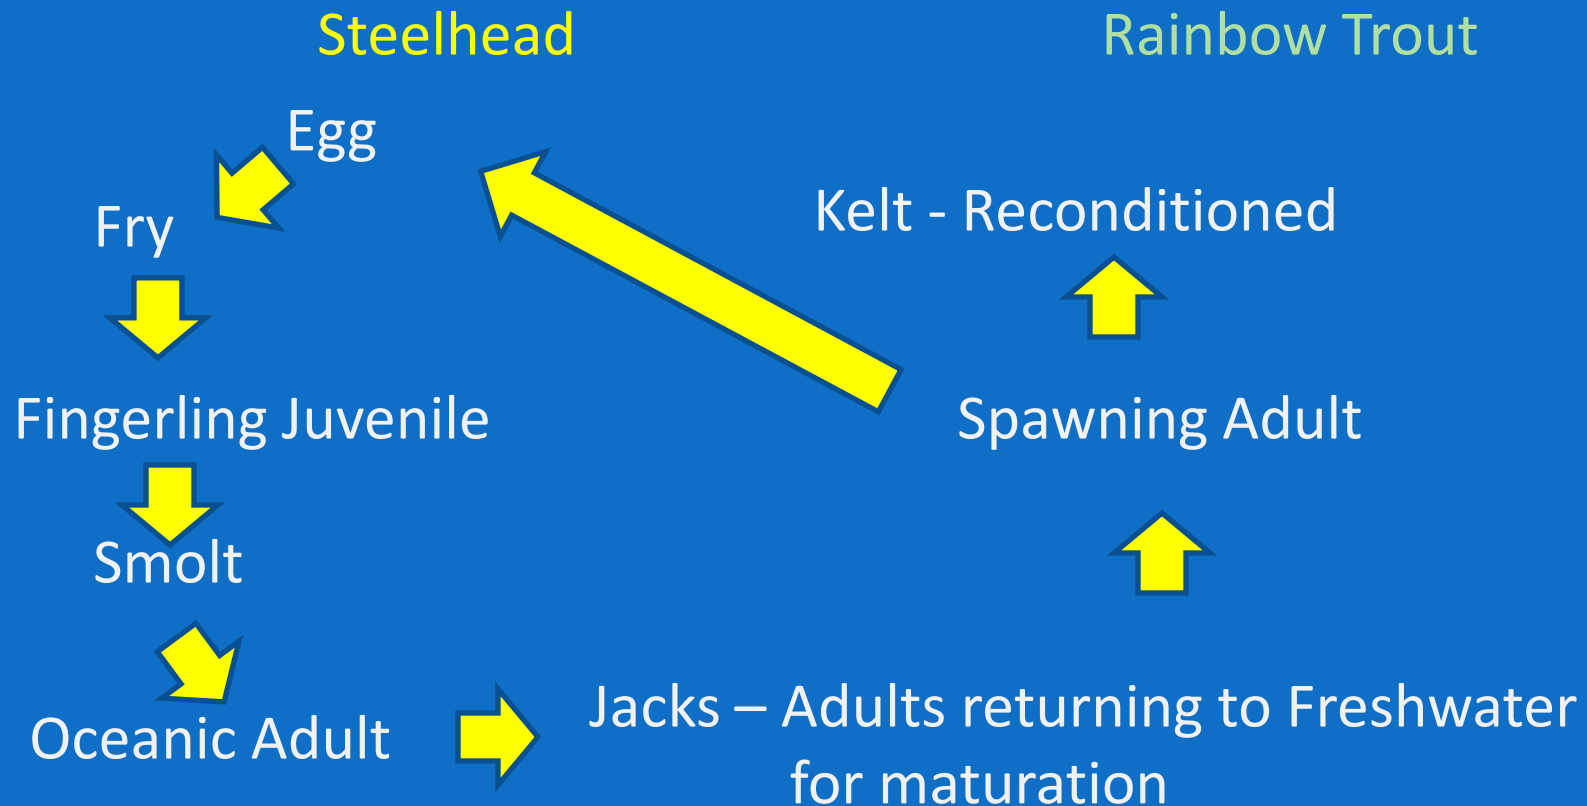 Steelhead
Rainbow Trout
Egg
Kelt - Reconditioned
Fry
Fingerling Juvenile
Spawning Adult
Smolt
Jacks – Adults returning to Freshwater
for maturation
Oceanic Adult